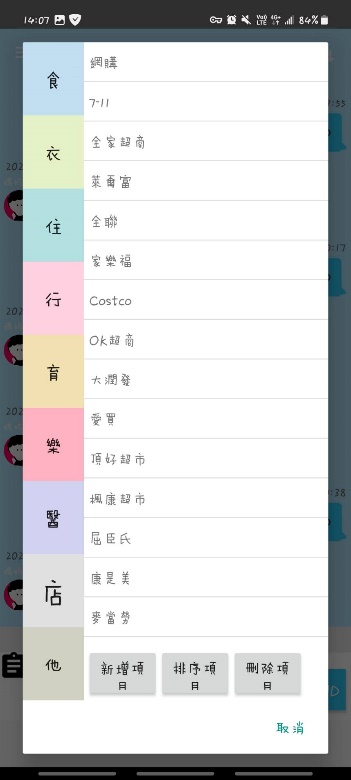 14:07
VoD LTE 4G+ 84%
食
衣
住
行
育
樂
醫
店
他
網購
7-11
全家超商
萊爾富
全聯
家樂福
Costco
OK超商
大潤發
愛買
頂好超市
楓康超市
屈臣氏
康是美
麥當勞
新增項目
排序項目
刪除項目
取消